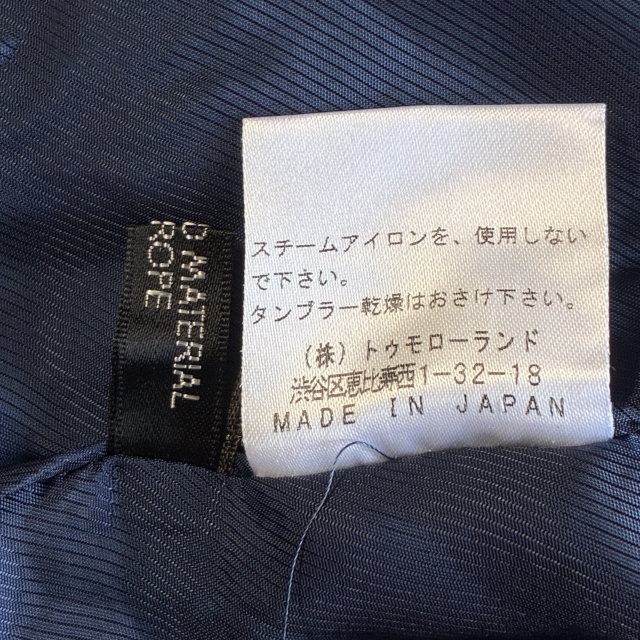 C MATERIAL
ROPE
スチームアイロンを、使用しない
で下さい。
タンブラー乾燥はおさけ下さい。
(株)トゥモローランド
渋谷区恵比寿西1-32-18
MADE IN JAPAN